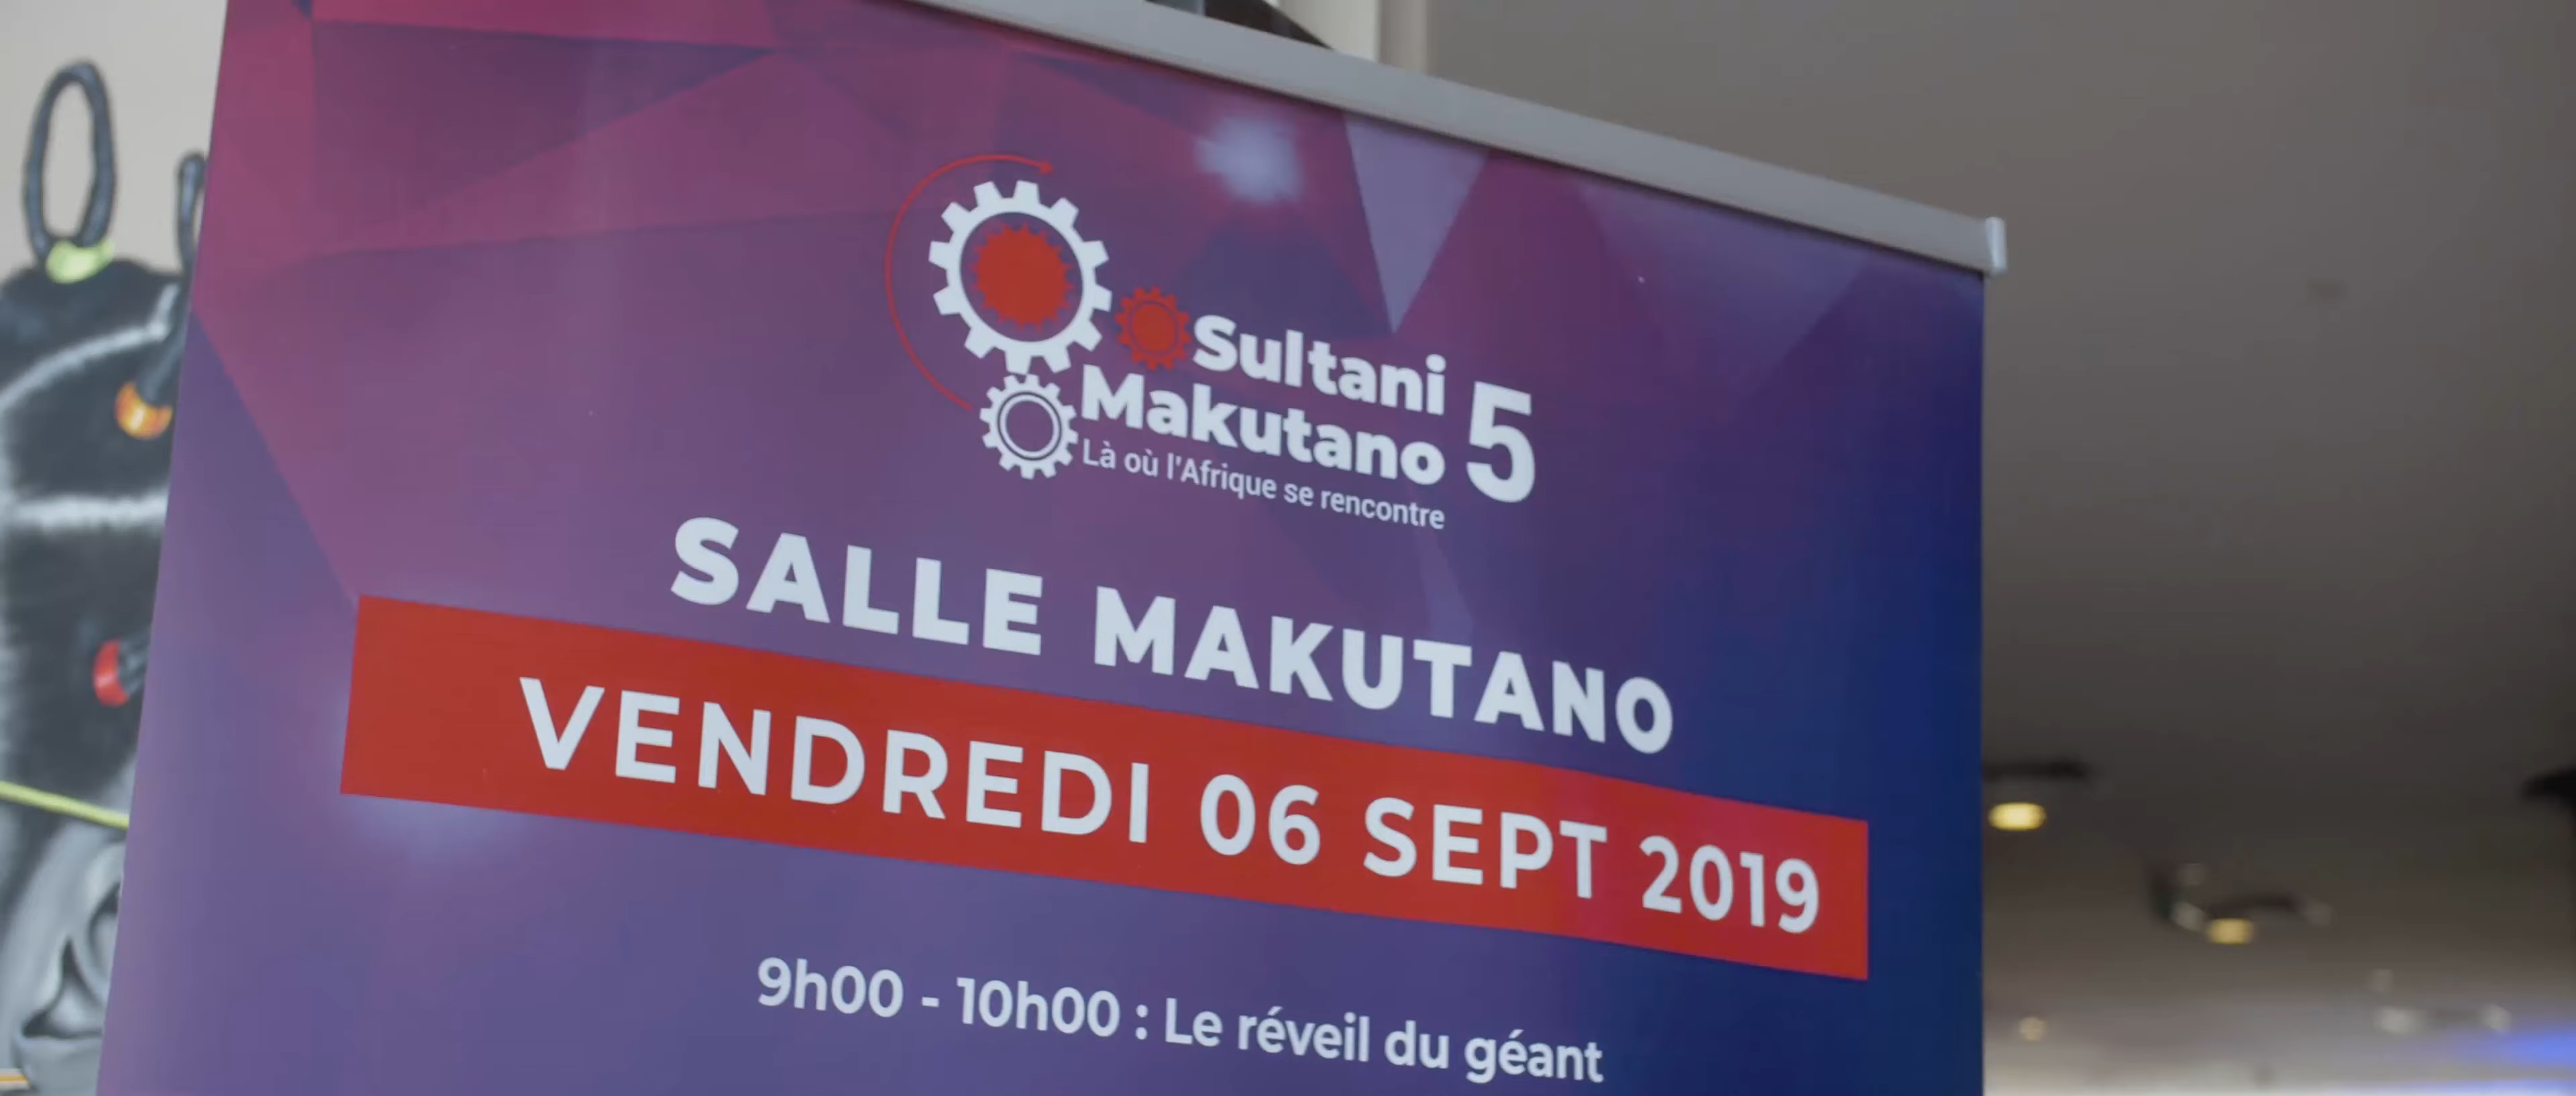 Sultani
Makutano 5
Là où l'Afrique se rencontre
SALLE MAKUTANO
VENDREDI 06 SEPT 2019
9h00 - 10h00 : Le réveil du géant